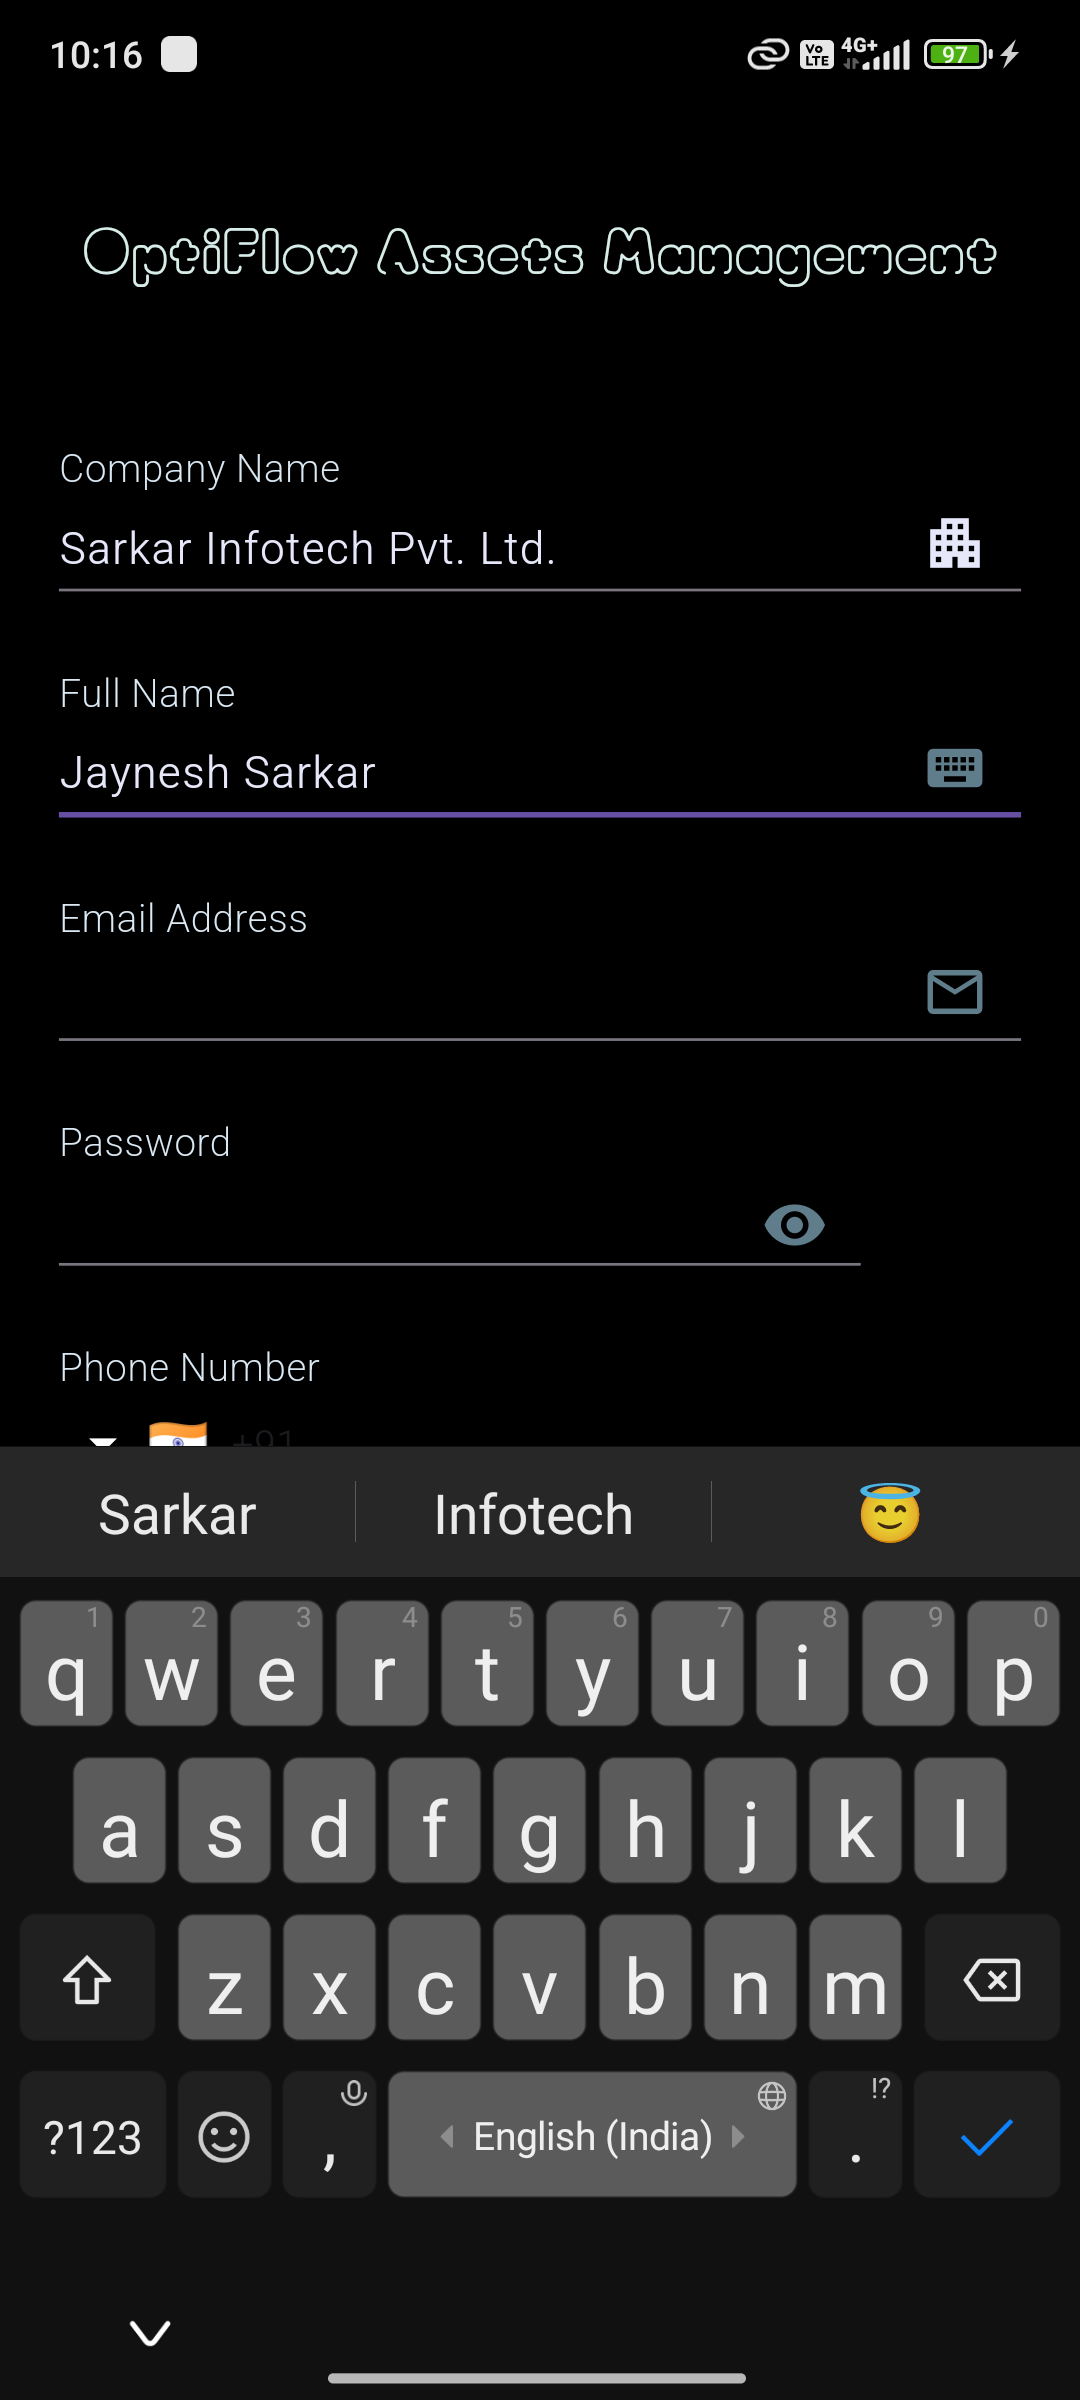 10:16
Vo LTE 4G+ 97
OptiFlow Assets Management
Company Name
Sarkar Infotech Pvt. Ltd.
Full Name
Jaynesh Sarkar
Email Address
Password
Phone Number
+91
Sarkar Infotech 😇
1 2 3 4 5 6 7 8 9 0
q w e r t y u i o p
a s d f g h j k l
z x c v b n m
!?
?123 , English (India) .